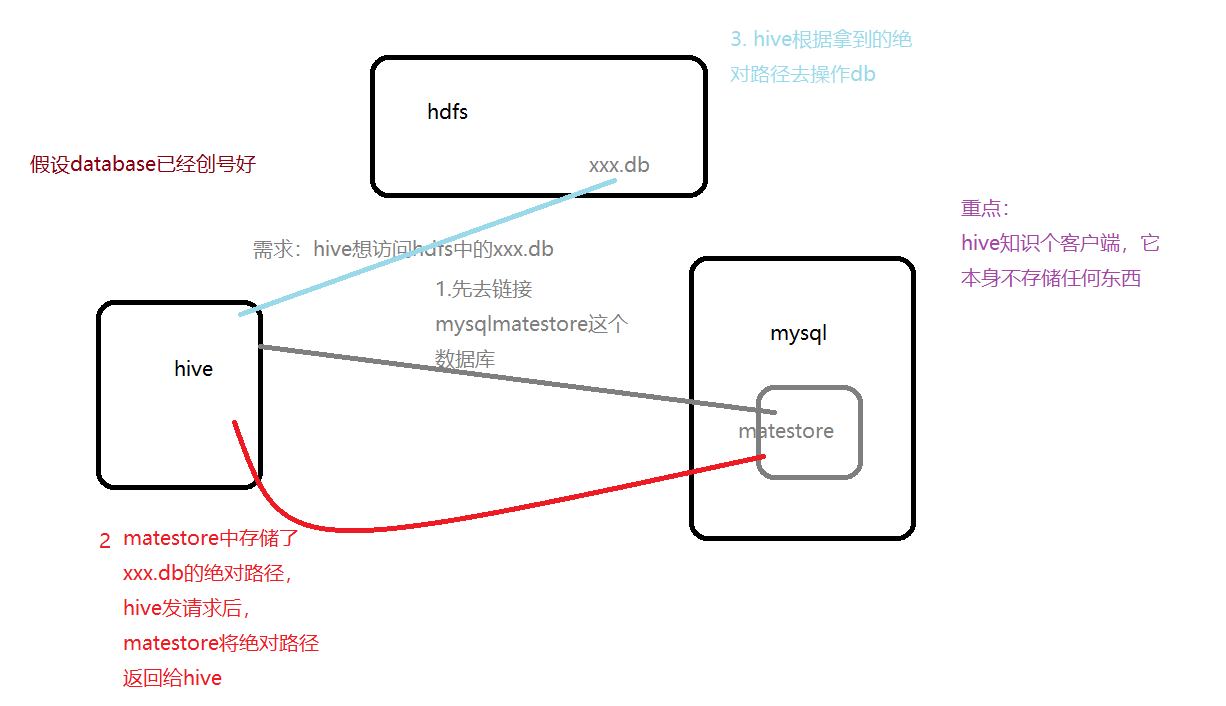 3. hive根据拿到的绝
对路径去操作db
hdfs
假设database已经创号好
xxx.db
重点：
hive知识个客户端，它
本身不存储任何东西
需求：hive想访问hdfs中的xxx.db
1.先去链接
mysqlmatestore这个
数据库
mysql
hive
matestore
2 matestore中存储了
xxx.db的绝对路径，
hive发请求后，
matestore将绝对路径
返回给hive